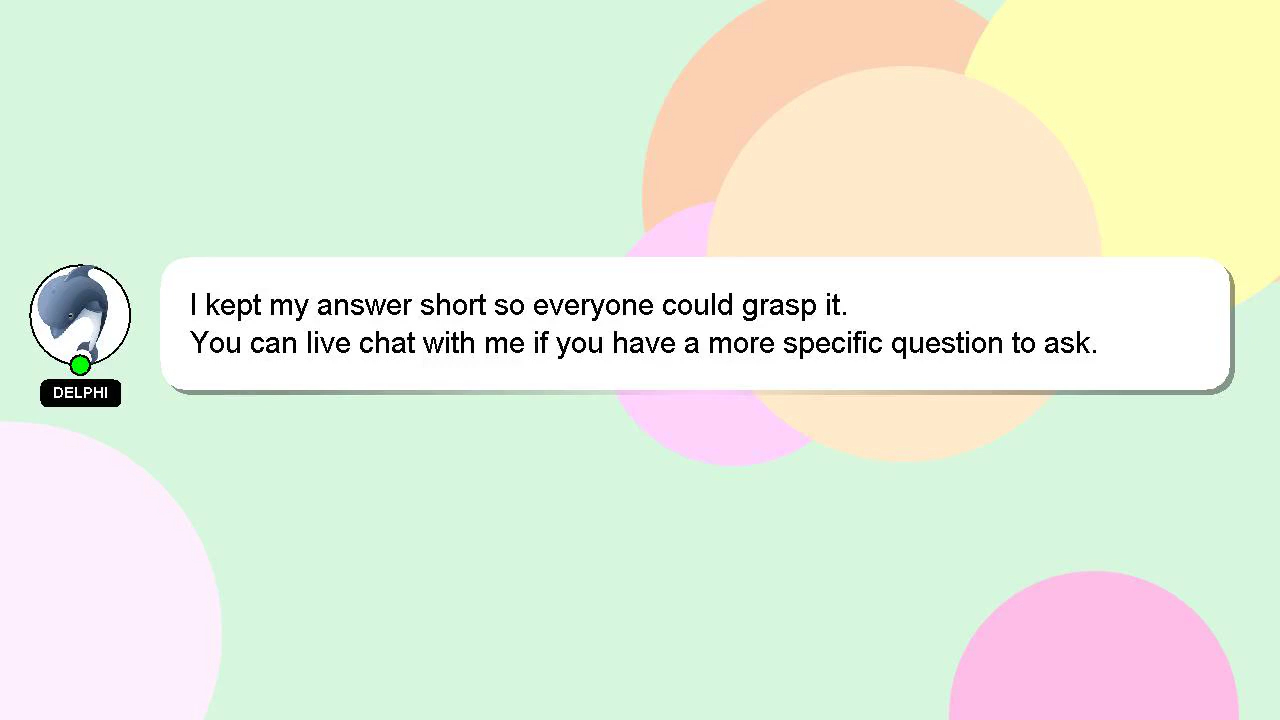 I kept my answer short so everyone could grasp it.
You can live chat with me if you have a more specific question to ask.
DELPHI